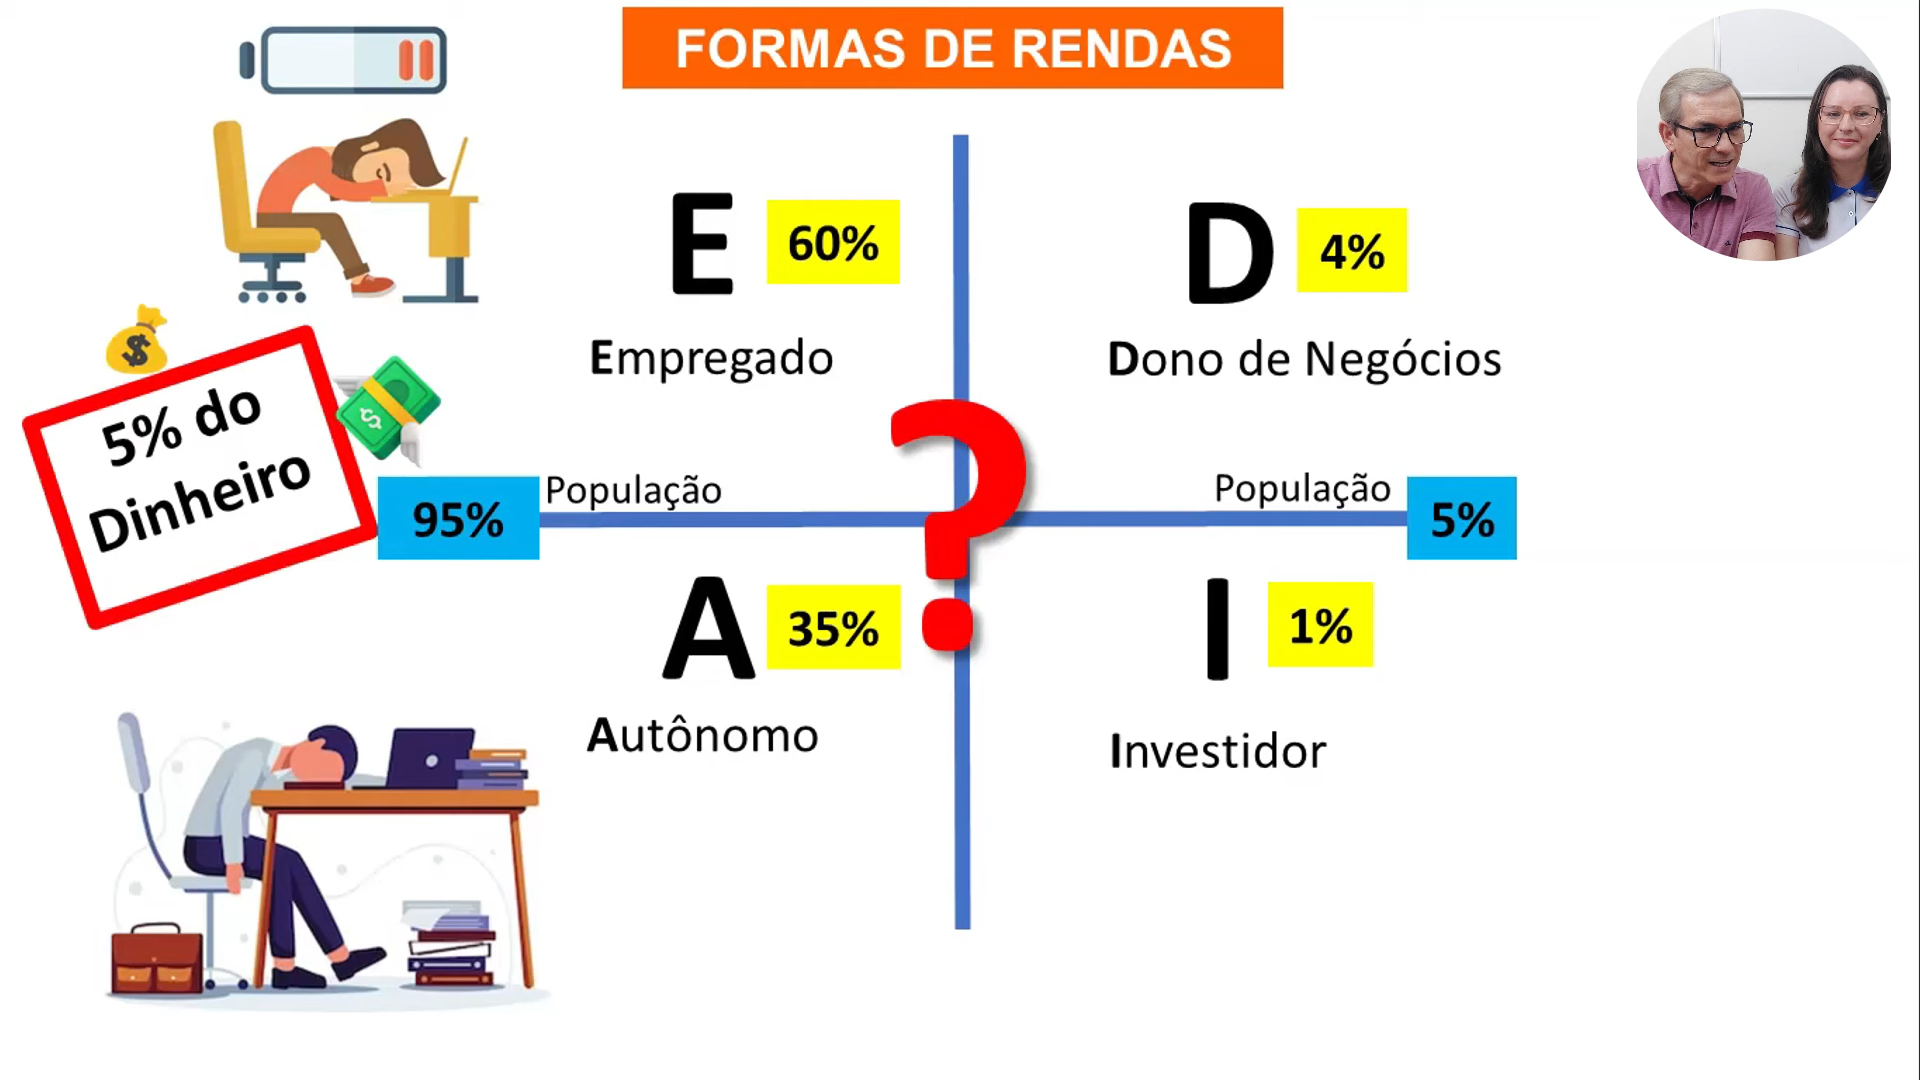 FORMAS DE RENDAS
E 60%
Empregado
D 4%
Dono de Negócios
5% do
Dinheiro
95%
População
?
População
5%
A 35%
Autônomo
I 1%
Investidor